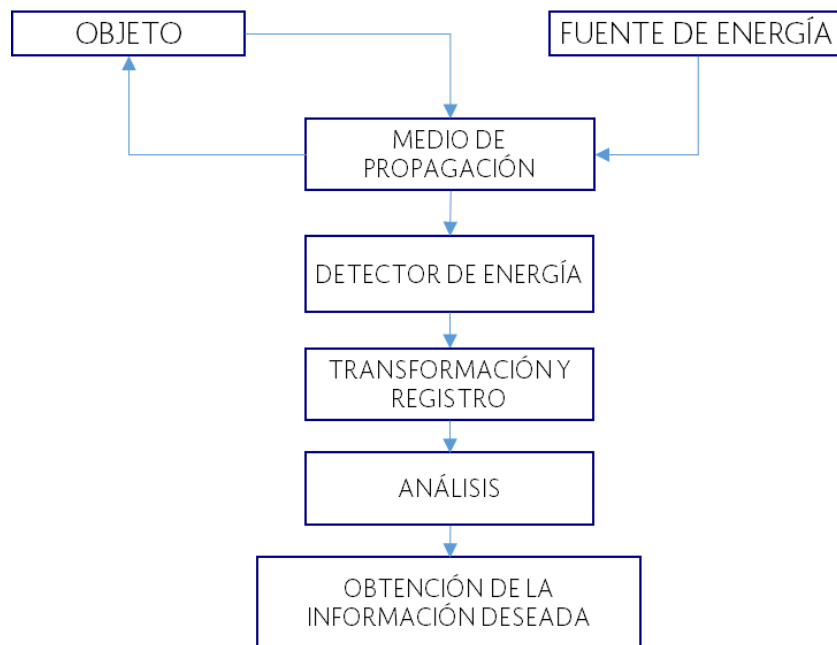 OBJETO
FUENTE DE ENERGÍA
MEDIO DE
PROPAGACIÓN
DETECTOR DE ENERGÍA
TRANSFORMACIÓN Y
REGISTRO
ANÁLISIS
OBTENCIÓN DE LA
INFORMACIÓN DESEADA